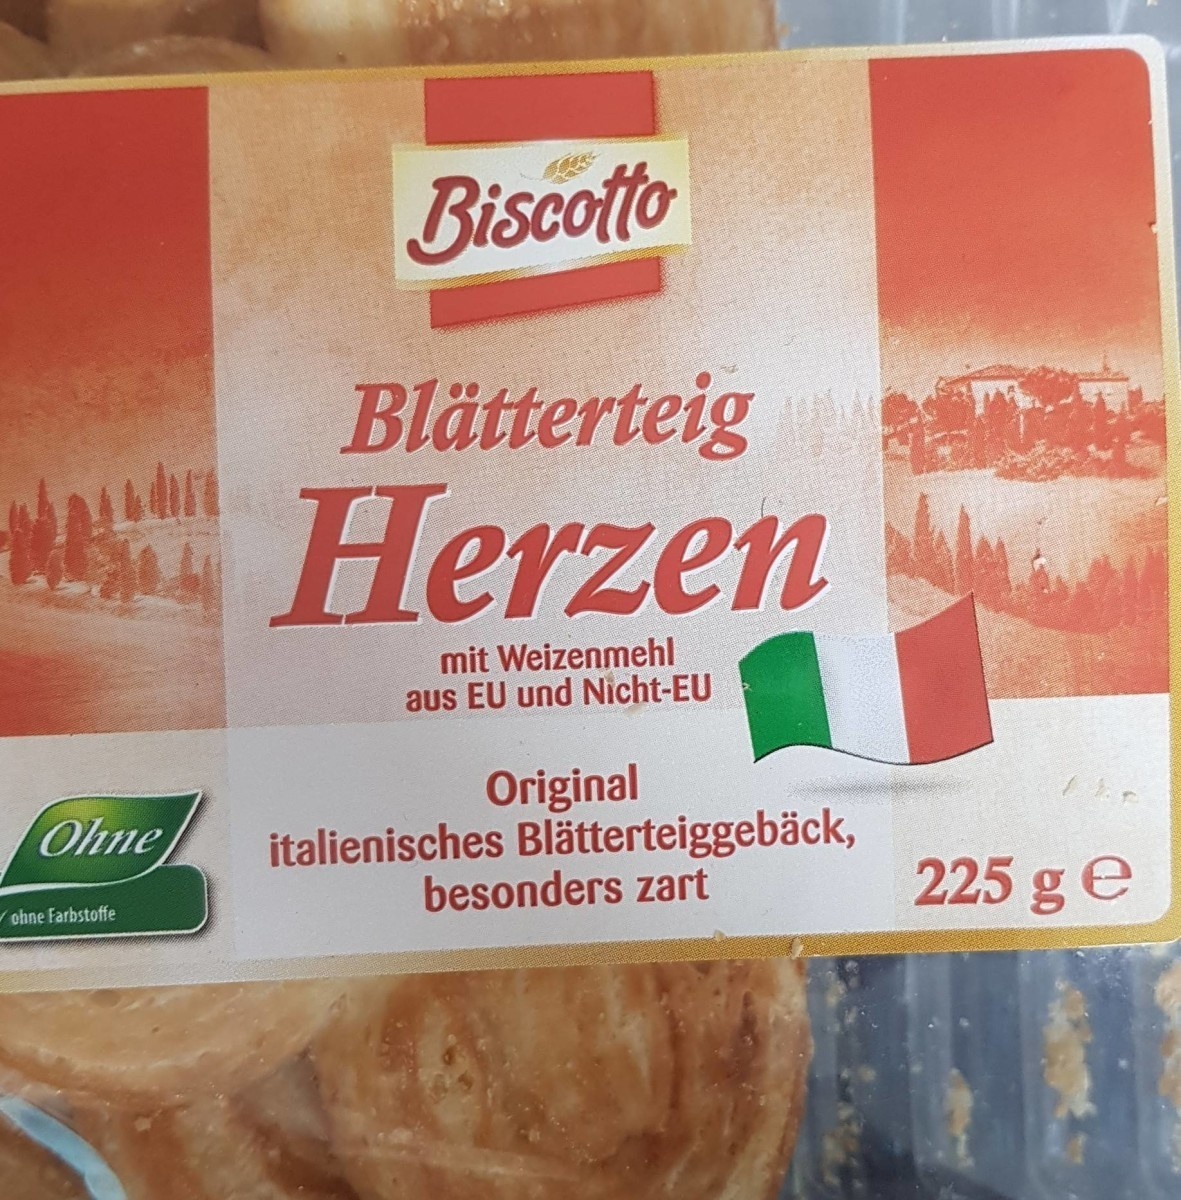 Biscotto
Blätterteig
Herzen
mit Weizenmehl
aus EU und Nicht-EU
Original
italienisches Blätterteiggebäck,
besonders zart
225 g e
Ohne
✓ ohne Farbstoffe